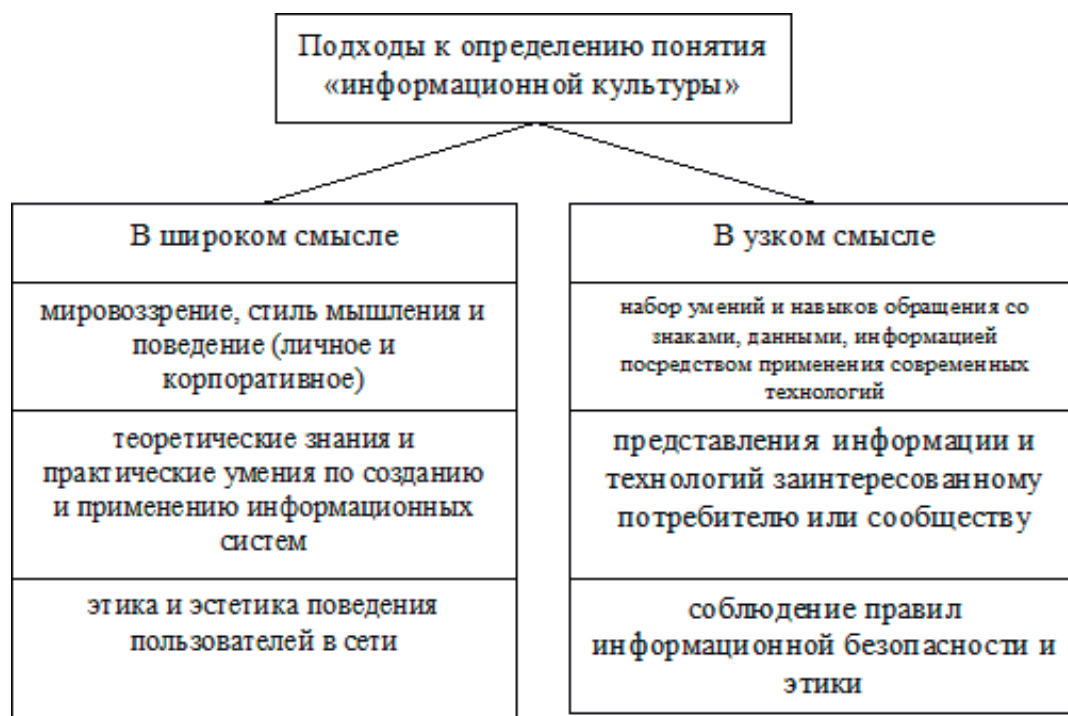 Подходы к определению понятия
«информационной культуры»
В широком смысле
мировоззрение, стиль мышления и
поведение (личное и
корпоративное)
теоретические знания и
практические умения по созданию
и применению информационных
систем
этика и эстетика поведения
пользователей в сети
В узком смысле
набор умений и навыков обращения со
знаками, данными, информацией
посредством применения современных
технологий
представления информации и
технологий заинтересованному
потребителю или сообществу
соблюдение правил
информационной безопасности и
этики